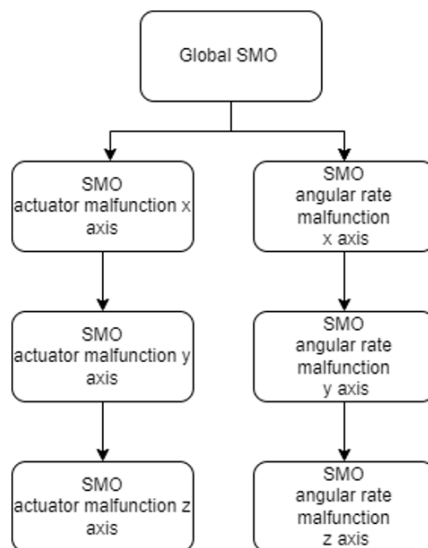 Global SMO
SMO
actuator malfunction x
axis
SMO
angular rate
malfunction
x axis
SMO
actuator malfunction y
axis
SMO
angular rate
malfunction
y axis
SMO
actuator malfunction z
axis
SMO
angular rate
malfunction
z axis